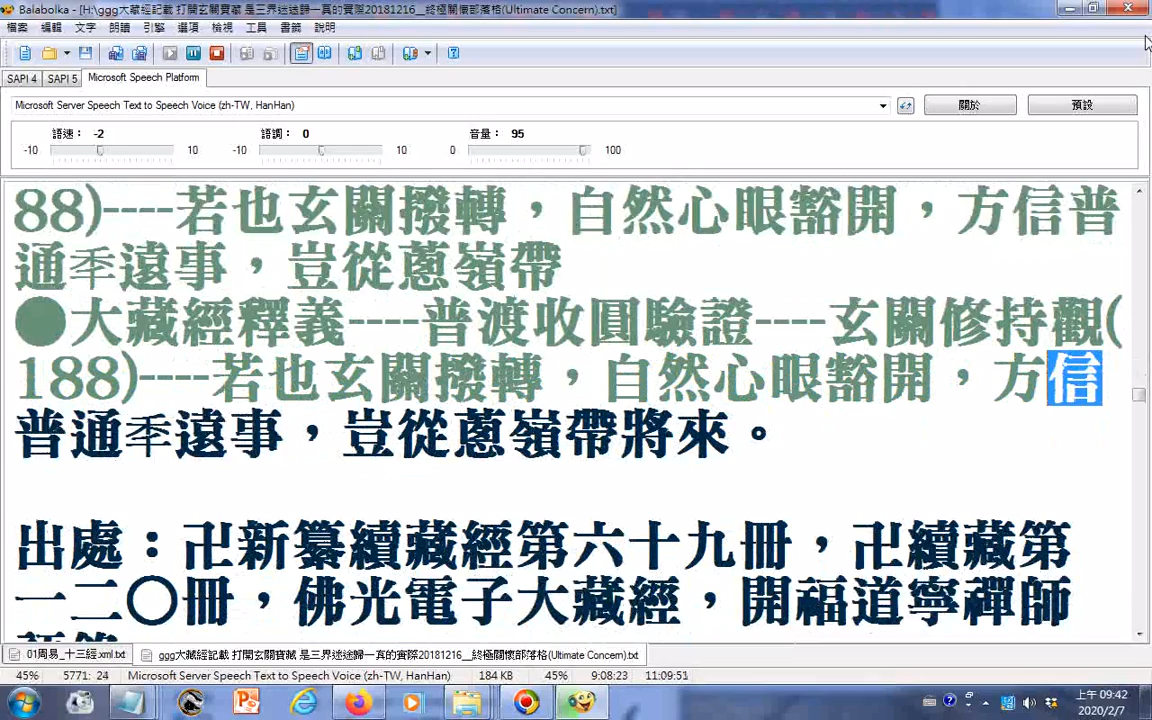 Balabolka - [H:\ggg大藏經記載 打開玄關寶藏 是三界迷途歸一真的實際20181216__終極關懷部落格(Ultimate Concern).txt]
檔案 編輯 文字 朗讀 引擎 選項 檢視 工具 書籤 說明
SAPI 4 SAPI 5 Microsoft Speech Platform
Microsoft Server Speech Text to Speech Voice (zh-TW, HanHan) 關於 預設
語速： -2 語調： 0 音量： 95
-10 10 -10 10 0 100
88)----若也玄關撥轉，自然心眼豁開，方信普
通秊遠事，豈從蔥嶺帶
●大藏經釋義----普渡收圓驗證----玄關修持觀(
188)----若也玄關撥轉，自然心眼豁開，方信
普通秊遠事，豈從蔥嶺帶將來。
出處：卍新纂續藏經第六十九冊，卍續藏第
一二〇冊，佛光電子大藏經，開福道寧禪師
01周易_十三經.xml.txt ggg大藏經記載 打開玄關寶藏 是三界迷途歸一真的實際20181216__終極關懷部落格(Ultimate Concern).txt
45% 5771: 24 Microsoft Server Speech Text to Speech Voice (zh-TW, HanHan) 184 KB 45% 9:08:23 11:09:51
上午 09:42
2020/2/7